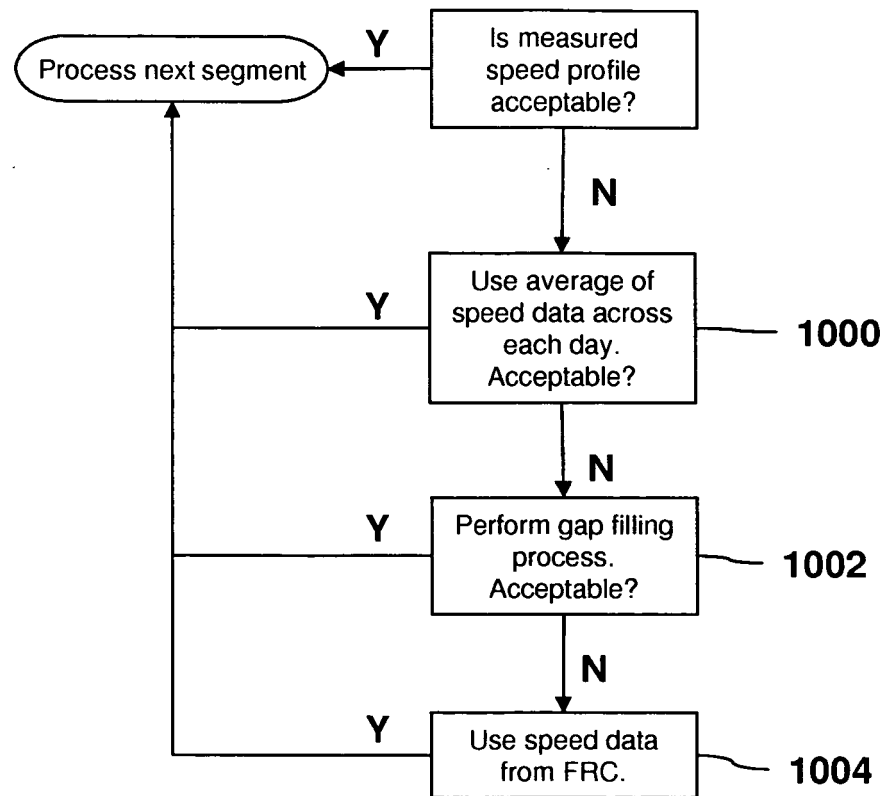 Process next segment
Y
Is measured
speed profile
acceptable?
N
Y
Use average of
speed data across
each day.
Acceptable?
1000
N
Y
Perform gap filling
process.
Acceptable?
1002
N
Y
Use speed data
from FRC.
1004